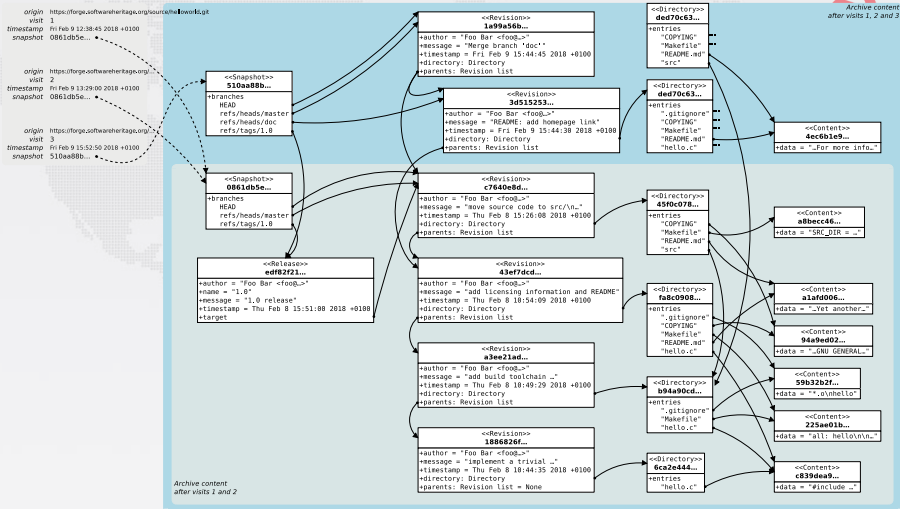 origin https://forge.softwareheritage.org/source/helloworld.git
visit 1
timestamp Fri Feb 9 12:38:45 2018 +0100
snapshot 0861db5e...
origin https://forge.softwareheritage.org/...
visit 2
timestamp Fri Feb 9 13:29:00 2018 +0100
snapshot 0861db5e...
origin https://forge.softwareheritage.org/...
visit 3
timestamp Fri Feb 9 15:52:50 2018 +0100
snapshot 510aa88b...
<<Snapshot>>
510aa88b...
+branches
HEAD
refs/heads/master
refs/heads/doc
refs/tags/1.0
<<Snapshot>>
0861db5e...
+branches
HEAD
refs/heads/master
refs/tags/1.0
<<Release>>
edf82f21...
+author = "Foo Bar <foo@…>"
+name = "1.0"
+message = "1.0 release"
+timestamp = Thu Feb 8 15:51:08 2018 +0100
+target
<<Revision>>
1a99a56b...
+author = "Foo Bar <foo@…>"
+message = "Merge branch 'doc'"
+timestamp = Fri Feb 9 15:44:45 2018 +0100
+directory: Directory
+parents: Revision list
<<Revision>>
3d515253...
+author = "Foo Bar <foo@…>"
+message = "README: add homepage link"
+timestamp = Fri Feb 9 15:44:30 2018 +0100
+directory: Directory
+parents: Revision list
<<Revision>>
c7640e8d...
+author = "Foo Bar <foo@…>"
+message = "move source code to src/\n…"
+timestamp = Thu Feb 8 15:26:08 2018 +0100
+directory: Directory
+parents: Revision list
<<Revision>>
43ef7dcd...
+author = "Foo Bar <foo@…>"
+message = "add licensing information and README"
+timestamp = Thu Feb 8 10:54:09 2018 +0100
+directory: Directory
+parents: Revision list
<<Revision>>
a3ee21ad...
+author = "Foo Bar <foo@…>"
+message = "add build toolchain …"
+timestamp = Thu Feb 8 10:49:29 2018 +0100
+directory: Directory
+parents: Revision list
<<Revision>>
1886826f...
+author = "Foo Bar <foo@…>"
+message = "implement a trivial …"
+timestamp = Thu Feb 8 10:44:35 2018 +0100
+directory: Directory
+parents: Revision list = None
<<Directory>>
ded70c63...
+entries
"COPYING"
"Makefile"
"README.md"
"src"
<<Directory>>
ded70c63...
+entries
".gitignore"
"COPYING"
"Makefile"
"README.md"
"hello.c"
<<Directory>>
45f0c078...
+entries
"COPYING"
"Makefile"
"README.md"
"src"
<<Directory>>
fa8c0908...
+entries
".gitignore"
"COPYING"
"Makefile"
"README.md"
"hello.c"
<<Directory>>
b94a90cd...
+entries
".gitignore"
"Makefile"
"hello.c"
<<Directory>>
6ca2e444...
+entries
"hello.c"
Archive content
after visits 1, 2 and 3
<<Content>>
4ec6b1e9...
+data = "…For more info…"
<<Content>>
a8becc46...
+data = "SRC_DIR = …"
<<Content>>
a1afd006...
+data = "…Yet another…"
<<Content>>
94a9ed02...
+data = "…GNU GENERAL…"
<<Content>>
59b32b2f...
+data = "*.o\nhello"
<<Content>>
225ae01b...
+data = "all: hello\n\n…"
<<Content>>
c839dea9...
+data = "#include …"
Archive content
after visits 1 and 2